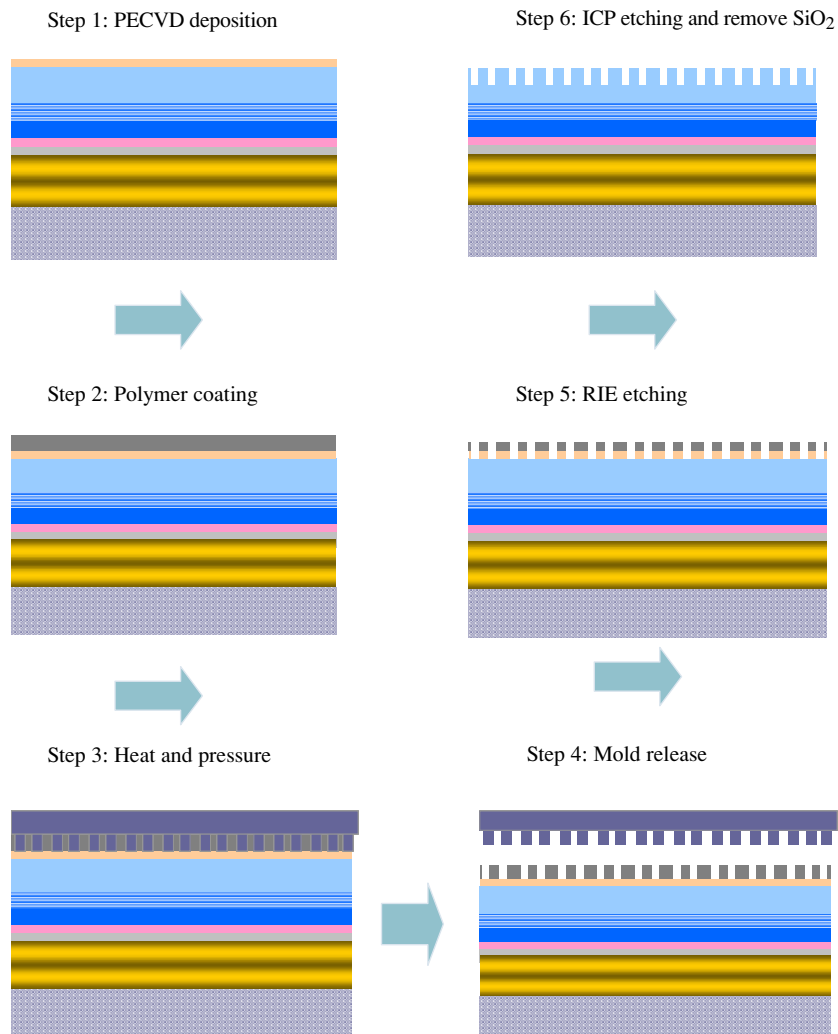 Step 1: PECVD deposition
Step 6: ICP etching and remove SiO2
Step 2: Polymer coating
Step 5: RIE etching
Step 3: Heat and pressure
Step 4: Mold release